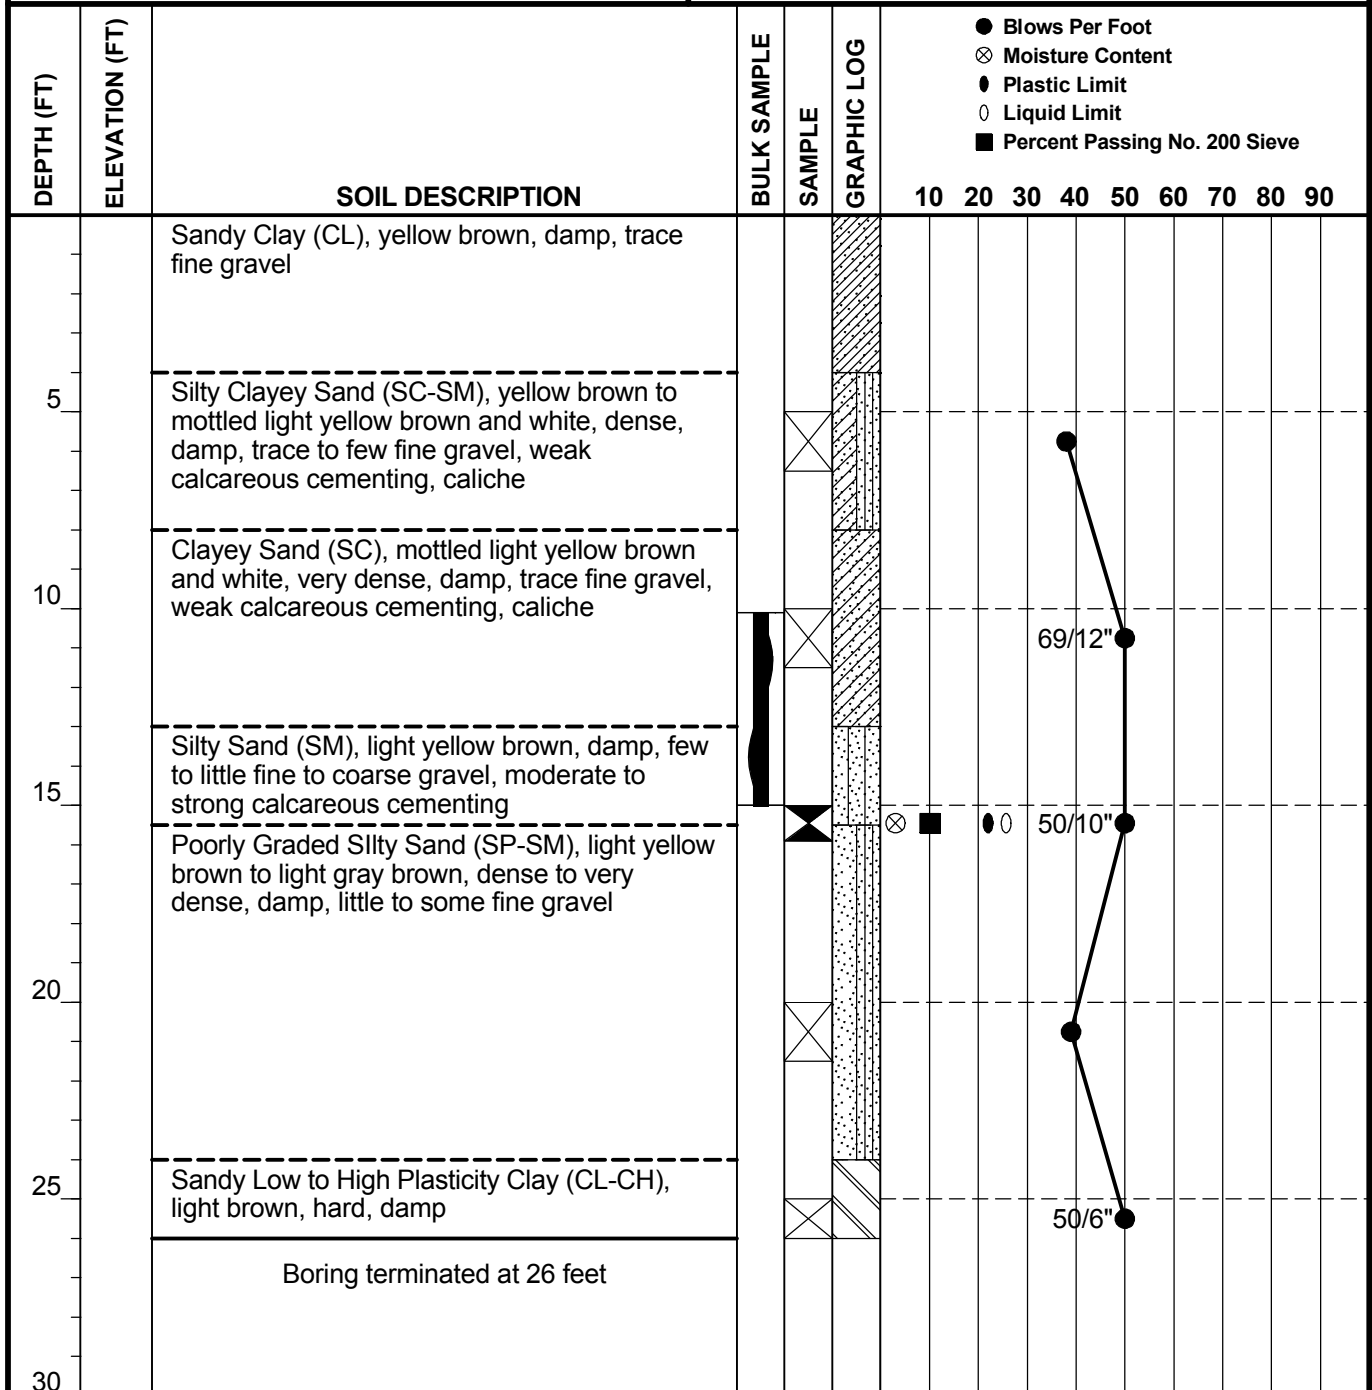 DEPTH (FT)
ELEVATION (FT)
SOIL DESCRIPTION
BULK SAMPLE
SAMPLE
GRAPHIC LOG
Blows Per Foot
Moisture Content
Plastic Limit
Liquid Limit
Percent Passing No. 200 Sieve
10 20 30 40 50 60 70 80 90
Sandy Clay (CL), yellow brown, damp, trace
fine gravel
5
Silty Clayey Sand (SC-SM), yellow brown to
mottled light yellow brown and white, dense,
damp, trace to few fine gravel, weak
calcareous cementing, caliche
Clayey Sand (SC), mottled light yellow brown
and white, very dense, damp, trace fine gravel,
weak calcareous cementing, caliche
10
69/12"
Silty Sand (SM), light yellow brown, damp, few
to little fine to coarse gravel, moderate to
strong calcareous cementing
15
50/10"
Poorly Graded SIlty Sand (SP-SM), light yellow
brown to light gray brown, dense to very
dense, damp, little to some fine gravel
20
Sandy Low to High Plasticity Clay (CL-CH),
light brown, hard, damp
25
50/6"
Boring terminated at 26 feet
30